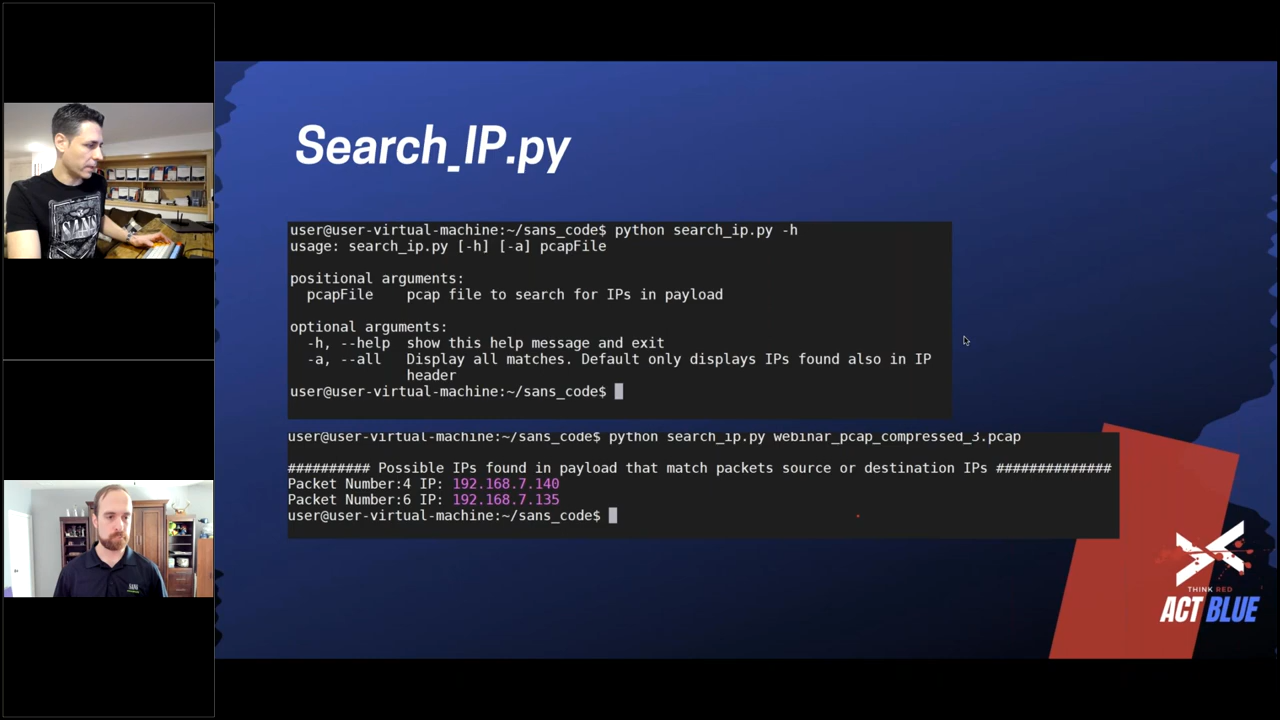 Search_IP.py
user@user-virtual-machine:~/sans_code$ python search_ip.py -h
usage: search_ip.py [-h] [-a] pcapFile
positional arguments:
pcapFile pcap file to search for IPs in payload
optional arguments:
-h, --help show this help message and exit
-a, --all Display all matches. Default only displays IPs found also in IP
header
user@user-virtual-machine:~/sans_code$
user@user-virtual-machine:~/sans_code$ python search_ip.py webinar_pcap_compressed_3.pcap
########## Possible IPs found in payload that match packets source or destination IPs ##############
Packet Number:4 IP: 192.168.7.140
Packet Number:6 IP: 192.168.7.135
user@user-virtual-machine:~/sans_code$
THINK RED
ACT BLUE
SANS
SANS